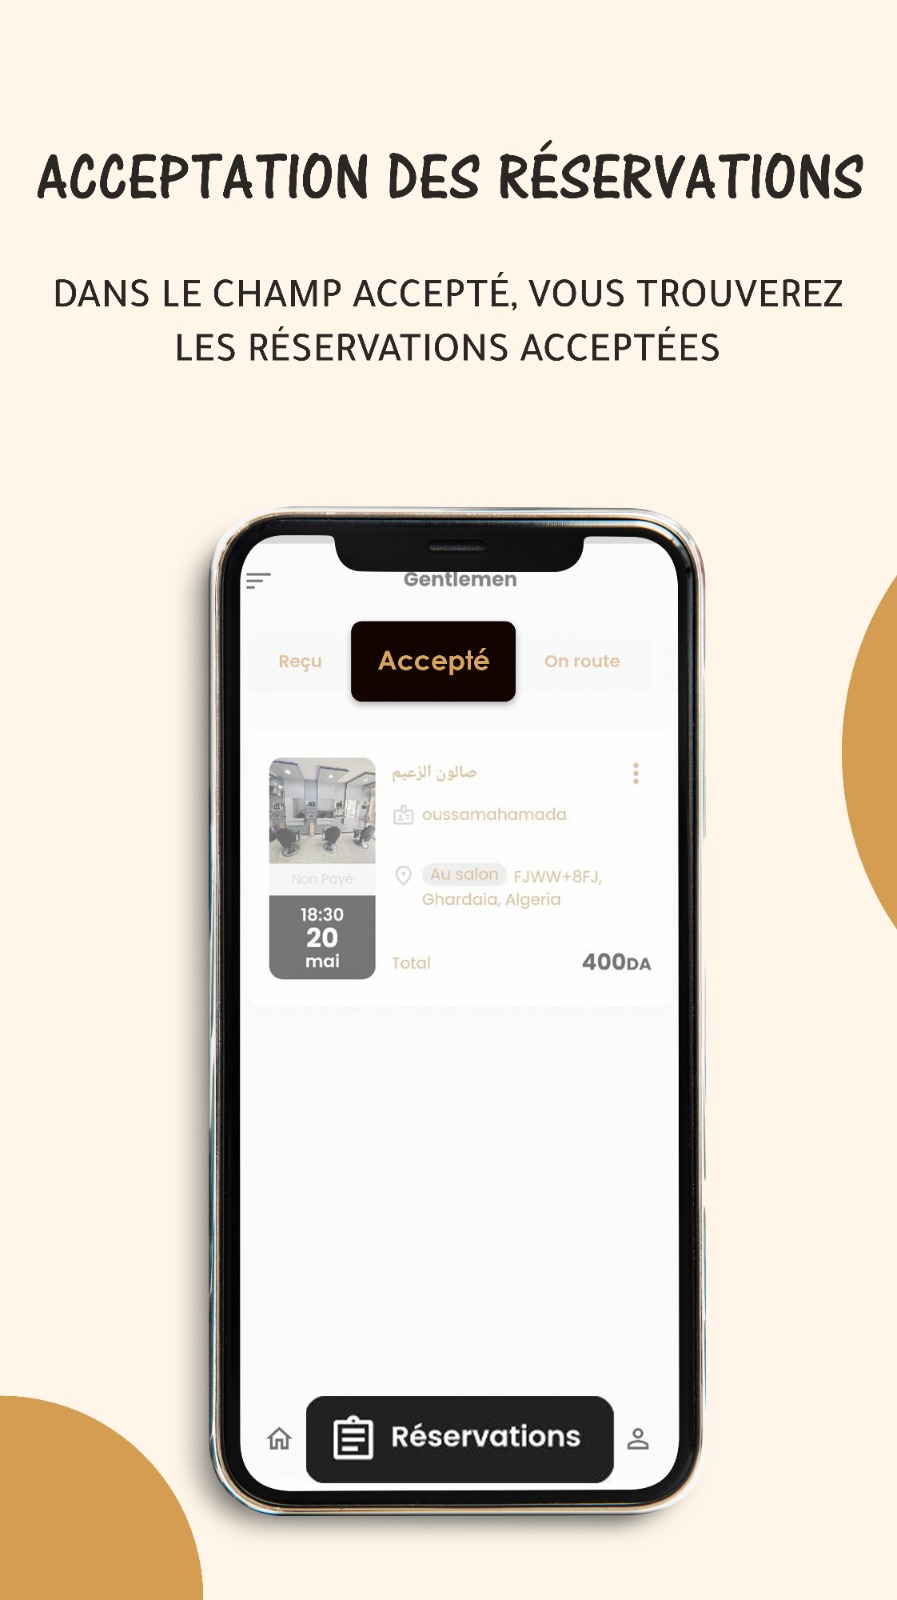 ACCEPTATION DES RÉSERVATIONS
DANS LE CHAMP ACCEPTÉ, VOUS TROUVEREZ
LES RÉSERVATIONS ACCEPTÉES
Gentlemen
Reçu
Accepté
On route
صالون الزعيم
oussamahamada
Non Payé
Au salon FJWW+8FJ,
Ghardaia, Algeria
18:30
20
mai
Total 400DA
Réservations